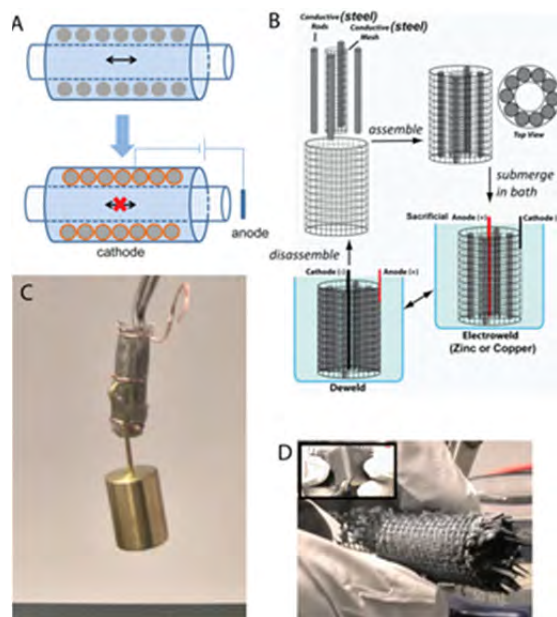 A
cathode
anode
B
Conductive (steel)
Rods
Conductive (steel)
Mesh
assemble
Top View
submerge
in bath
disassemble
Sacrificial
Anode (+)
Cathode (
Cathode (-)
Anode (+)
Deweld
Electroweld
(Zinc or Copper)
C
D